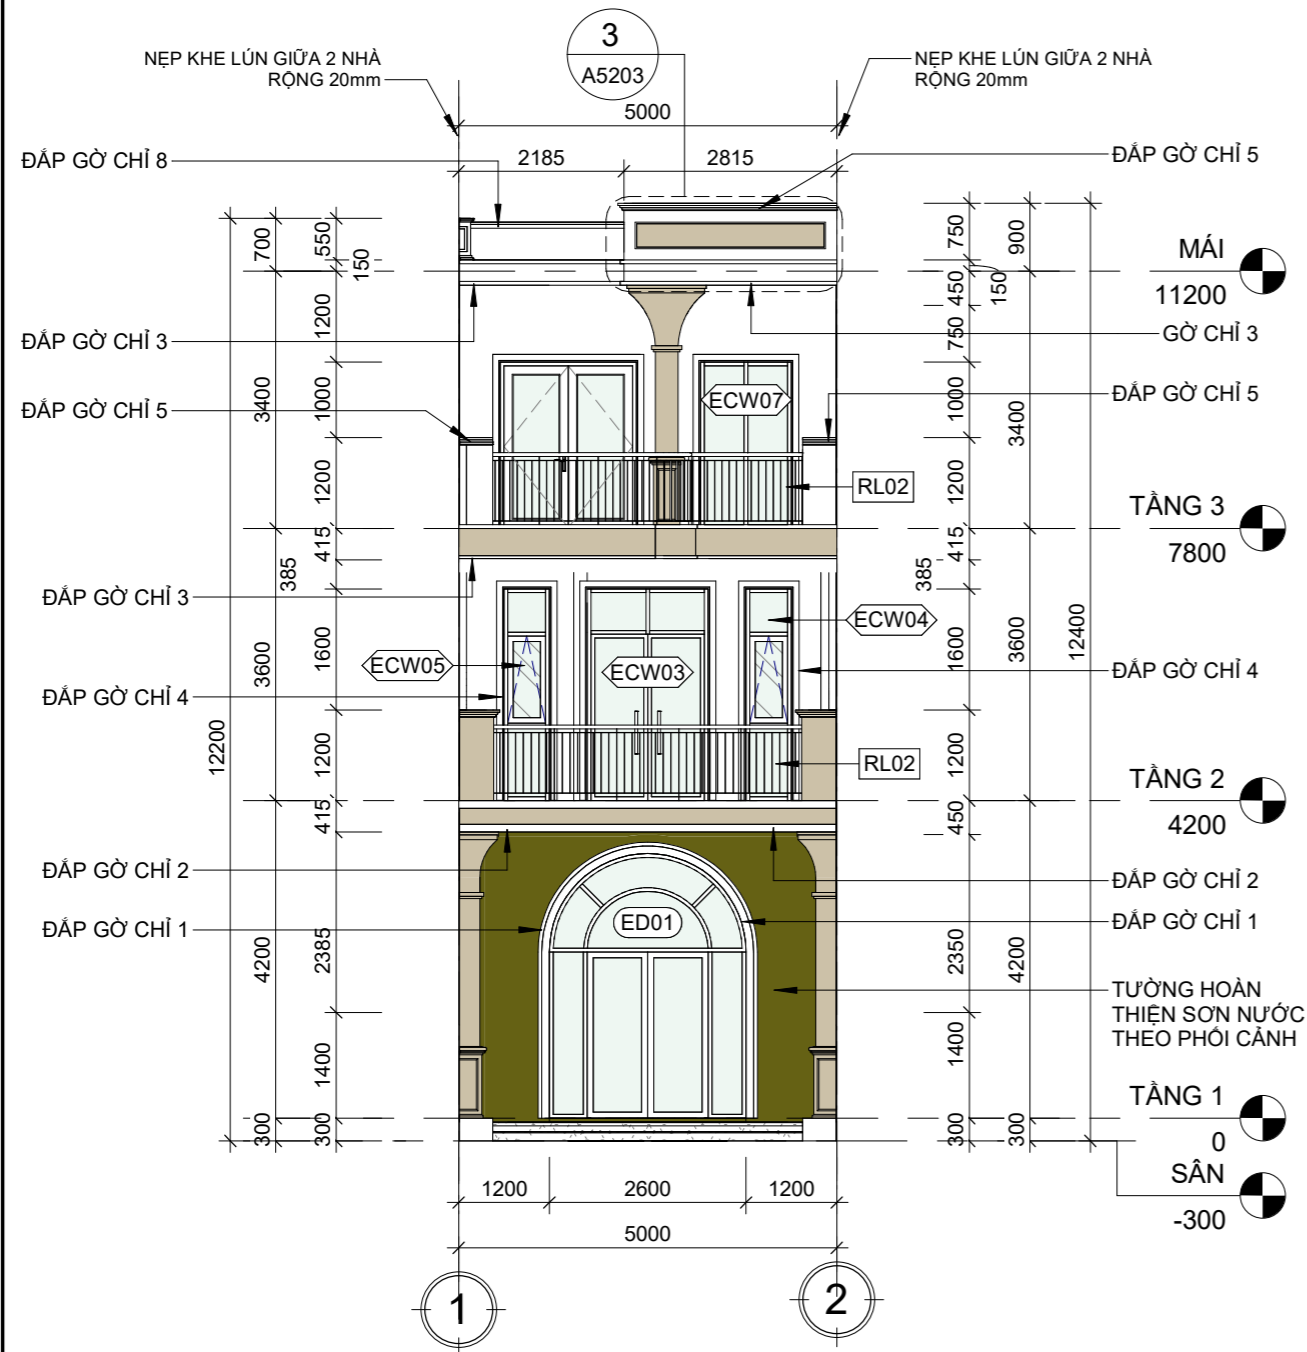 3
A5203
NẸP KHE LÚN GIỮA 2 NHÀ
RỘNG 20mm
NẸP KHE LÚN GIỮA 2 NHÀ
RỘNG 20mm
5000
2185
2815
ĐẮP GỜ CHỈ 8
ĐẮP GỜ CHỈ 3
ĐẮP GỜ CHỈ 5
ĐẮP GỜ CHỈ 3
ĐẮP GỜ CHỈ 4
ĐẮP GỜ CHỈ 2
ĐẮP GỜ CHỈ 1
12200
700
3400
3600
4200
300
550
150
1200
1000
1200
415
385
1600
1200
415
2385
1400
300
ECW07
RL02
ECW05
ECW03
ECW04
RL02
ED01
750
150
450
750
1000
1200
415
385
1600
1200
450
2350
1400
300
900
3400
3600
4200
300
12400
ĐẮP GỜ CHỈ 5
MÁI
11200
GỜ CHỈ 3
ĐẮP GỜ CHỈ 5
TẦNG 3
7800
ĐẮP GỜ CHỈ 4
TẦNG 2
4200
ĐẮP GỜ CHỈ 2
ĐẮP GỜ CHỈ 1
TƯỜNG HOÀN
THIỆN SƠN NƯỚC
THEO PHỐI CẢNH
TẦNG 1
0
SÂN
-300
1200
2600
1200
5000
1
2